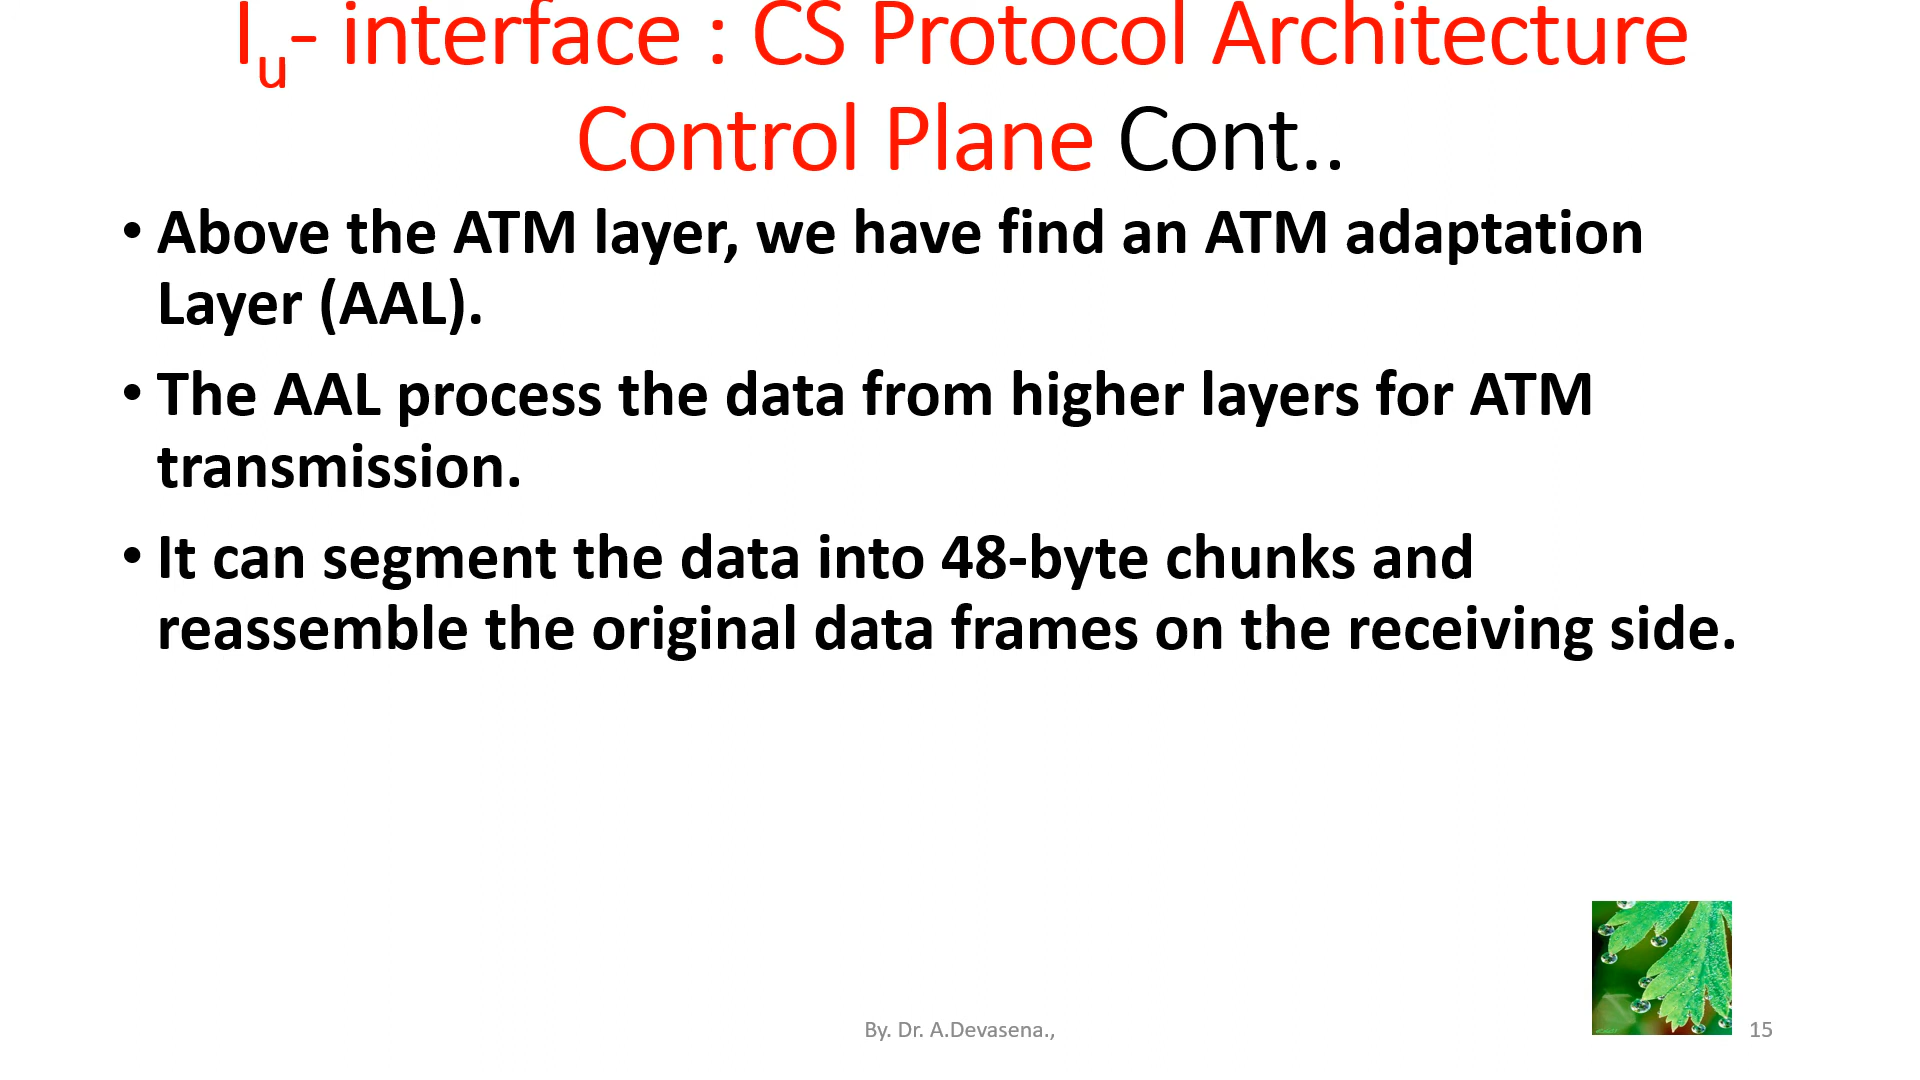 Iu- interface : CS Protocol Architecture
Control Plane Cont..
• Above the ATM layer, we have find an ATM adaptation
Layer (AAL).
• The AAL process the data from higher layers for ATM
transmission.
• It can segment the data into 48-byte chunks and
reassemble the original data frames on the receiving side.
By. Dr. A.Devasena.,
15